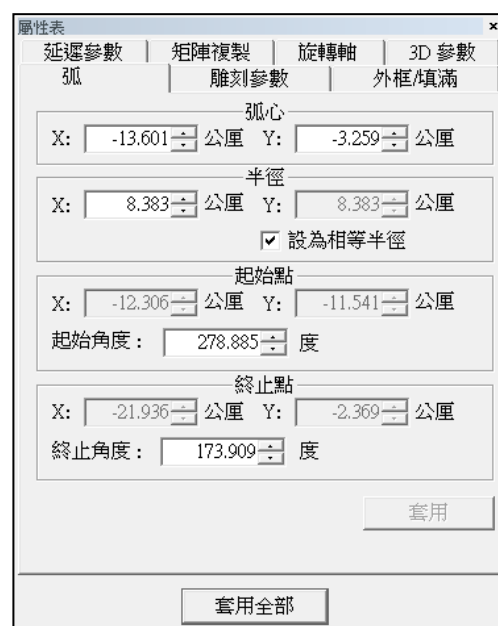 屬性表 ×
延遲參數 矩陣複製 旋轉軸 3D 參數
弧 雕刻參數 外框/填滿
弧心
X: -13.601 公厘 Y: -3.259 公厘
半徑
X: 8.383 公厘 Y: 8.383 公厘
設為相等半徑
起始點
X: -12.306 公厘 Y: -11.541 公厘
起始角度: 278.885 度
終止點
X: -21.936 公厘 Y: -2.369 公厘
終止角度: 173.909 度
套用
套用全部